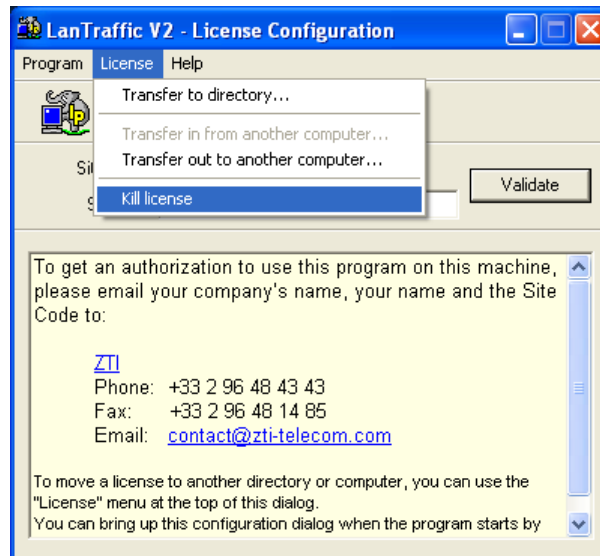 LanTraffic V2 - License Configuration
Program License Help
Transfer to directory...
Transfer in from another computer...
Transfer out to another computer...
Kill license
Validate
To get an authorization to use this program on this machine,
please email your company's name, your name and the Site
Code to:
ZTI
Phone: +33 2 96 48 43 43
Fax: +33 2 96 48 14 85
Email: contact@zti-telecom.com
To move a license to another directory or computer, you can use the
"License" menu at the top of this dialog.
You can bring up this configuration dialog when the program starts by